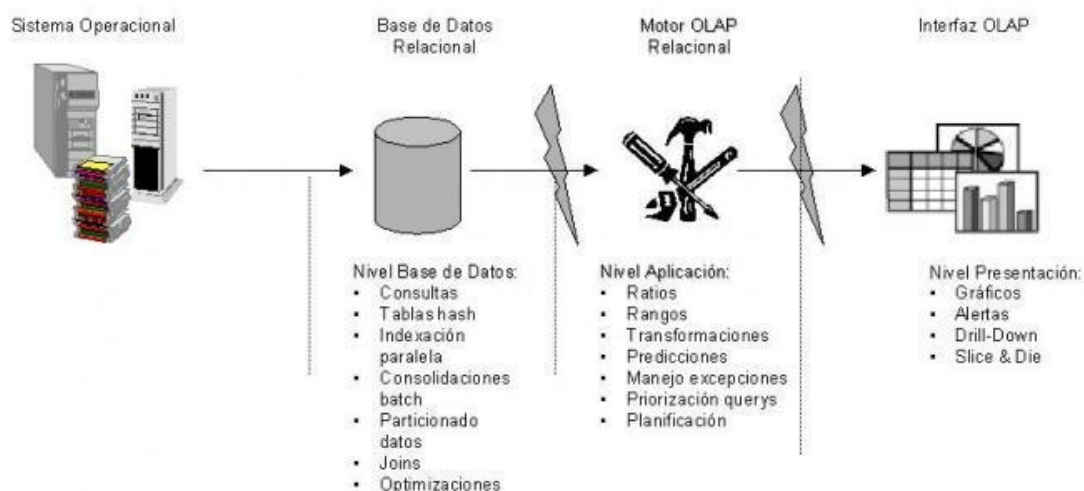 Sistema Operacional
Base de Datos
Relacional
Motor OLAP
Relacional
Interfaz OLAP
Nivel Base de Datos:
▪ Consultas
▪ Tablas hash
▪ Indexación
paralela
▪ Consolidaciones
batch
▪ Particionado
datos
▪ Joins
▪ Optimizaciones
Nivel Aplicación:
▪ Ratios
▪ Rangos
▪ Transformaciones
▪ Predicciones
▪ Manejo excepciones
▪ Priorización querys
▪ Planificación
Nivel Presentación:
▪ Gráficos
▪ Alertas
▪ Drill-Down
▪ Slice & Die